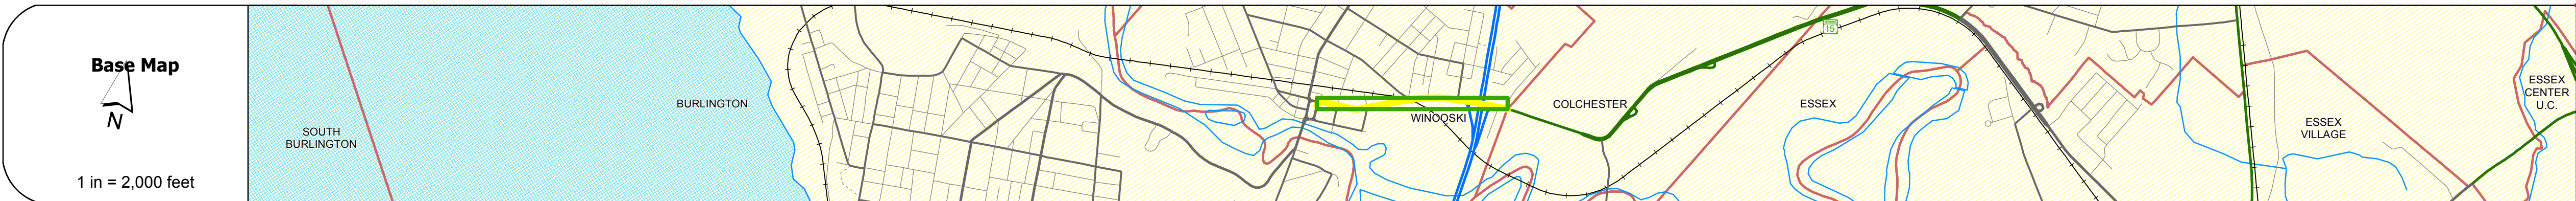 Base Map
N
1 in = 2,000 feet
SOUTH
BURLINGTON
BURLINGTON
WINOOSKI
COLCHESTER
15
ESSEX
ESSEX
VILLAGE
ESSEX
CENTER
U.C.